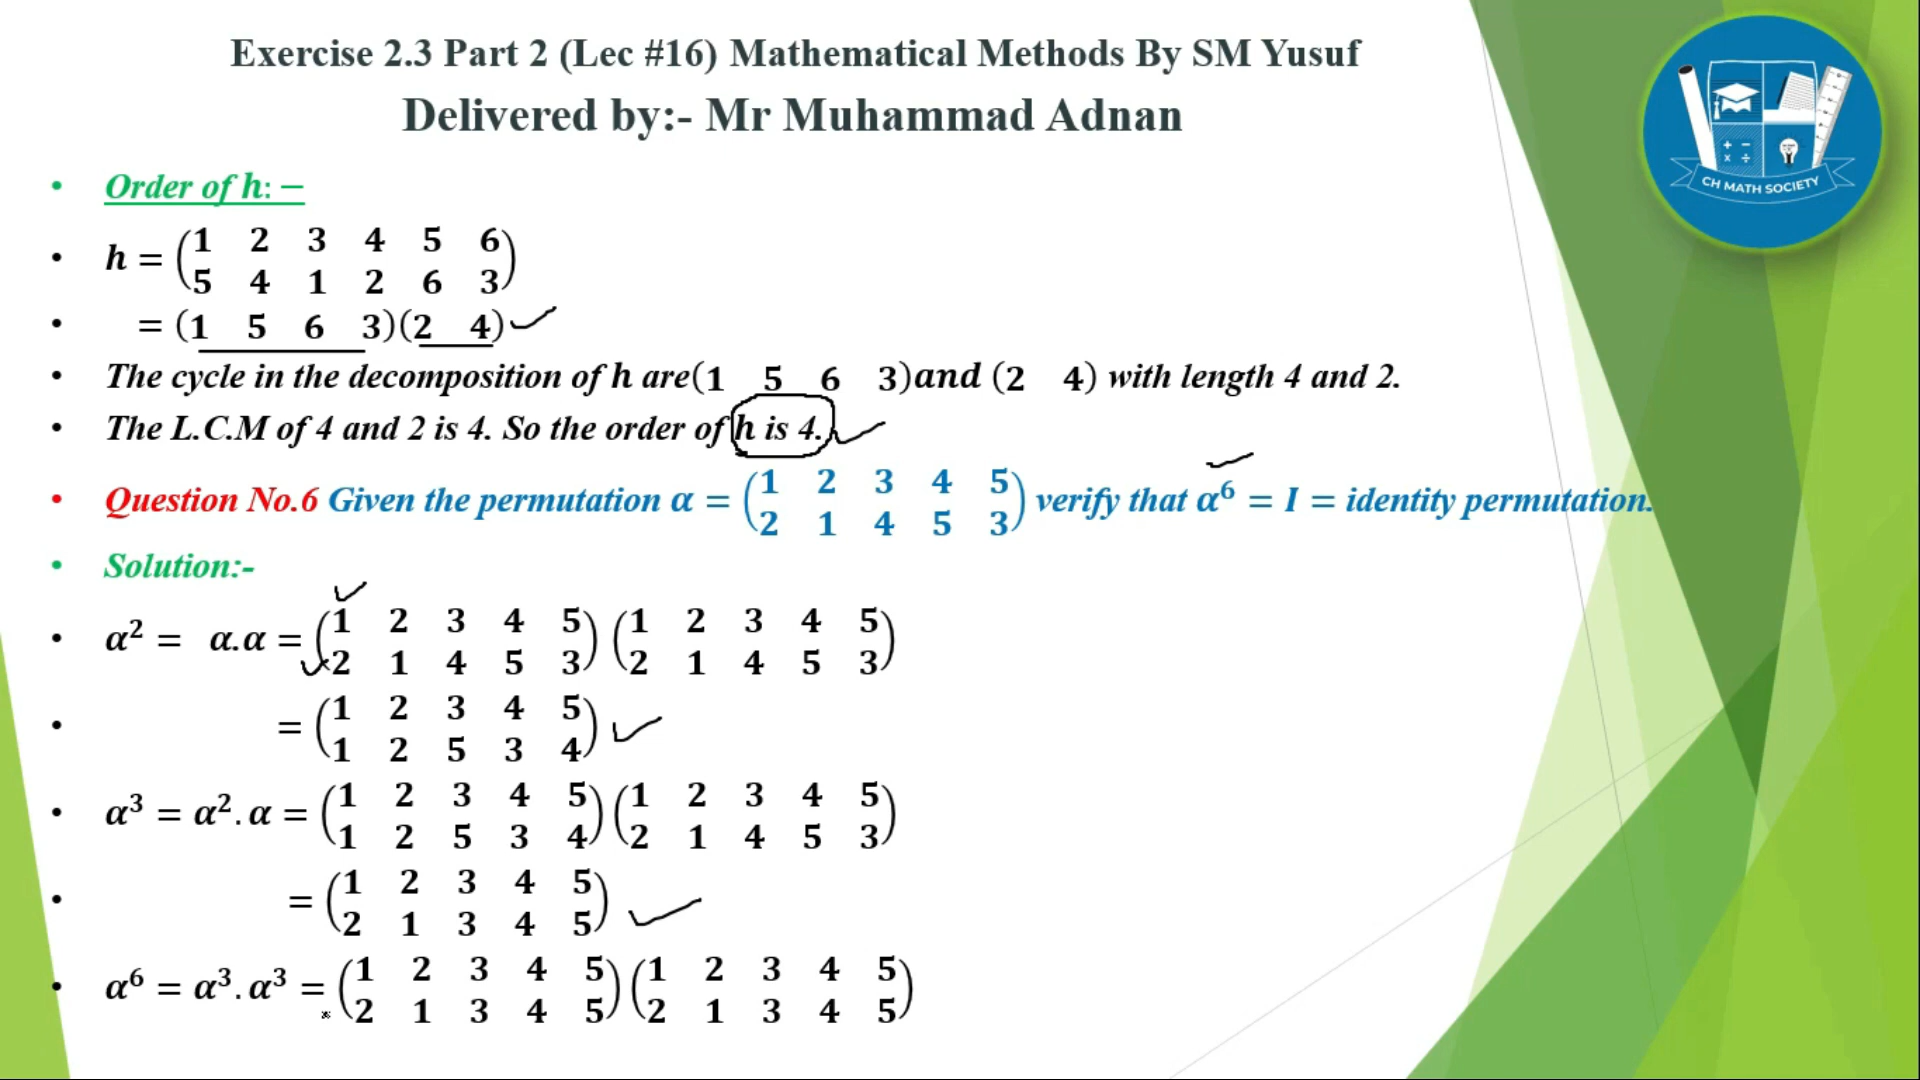 Exercise 2.3 Part 2 (Lec #16) Mathematical Methods By SM Yusuf
Delivered by:- Mr Muhammad Adnan
CH MATH SOCIETY
• Order of h: −
• h = (1 2 3 4 5 6
5 4 1 2 6 3)
• = (1 5 6 3)(2 4)
• The cycle in the decomposition of h are(1 5 6 3)and (2 4) with length 4 and 2.
• The L.C.M of 4 and 2 is 4. So the order of h is 4.
• Question No.6 Given the permutation α = (1 2 3 4 5
2 1 4 5 3) verify that α⁶ = I = identity permutation.
• Solution:-
• α² = α.α = (1 2 3 4 5) (1 2 3 4 5)
2 1 4 5 3 2 1 4 5 3
• = (1 2 3 4 5
1 2 5 3 4)
• α³ = α².α = (1 2 3 4 5) (1 2 3 4 5)
1 2 5 3 4 2 1 4 5 3
• = (1 2 3 4 5
2 1 3 4 5)
• α⁶ = α³.α³ = (1 2 3 4 5) (1 2 3 4 5)
2 1 3 4 5 2 1 3 4 5